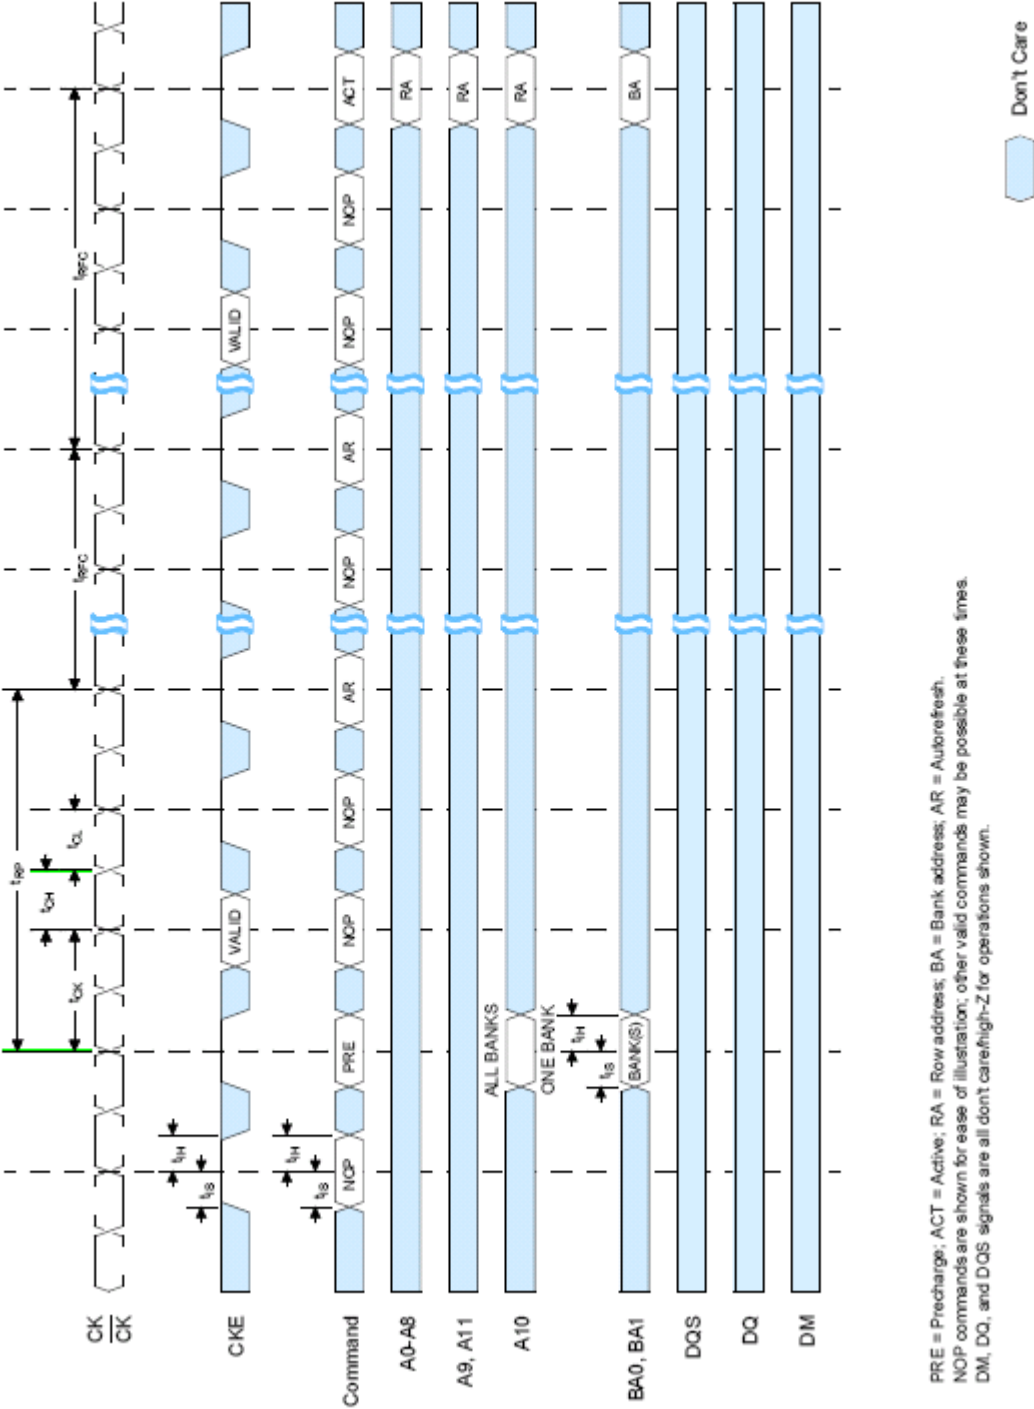 tRP
tCK
tCH
tCL
tRFC
tRFC
CK
CK
tIS
tIH
CKE
VALID
VALID
tIS
tIH
Command
NOP
PRE
NOP
NOP
AR
NOP
AR
NOP
NOP
ACT
A0-A8
RA
A9, A11
RA
ALL BANKS
A10
RA
ONE BANK
tIS
tIH
BA0, BA1
BANK(S)
BA
DQS
DQ
DM
PRE = Precharge; ACT = Active; RA = Row address; BA = Bank address; AR = Autorefresh.
NOP commands are shown for ease of illustration; other valid commands may be possible at these times.
DM, DQ, and DQS signals are all don't care/high-Z for operations shown.
Don't Care